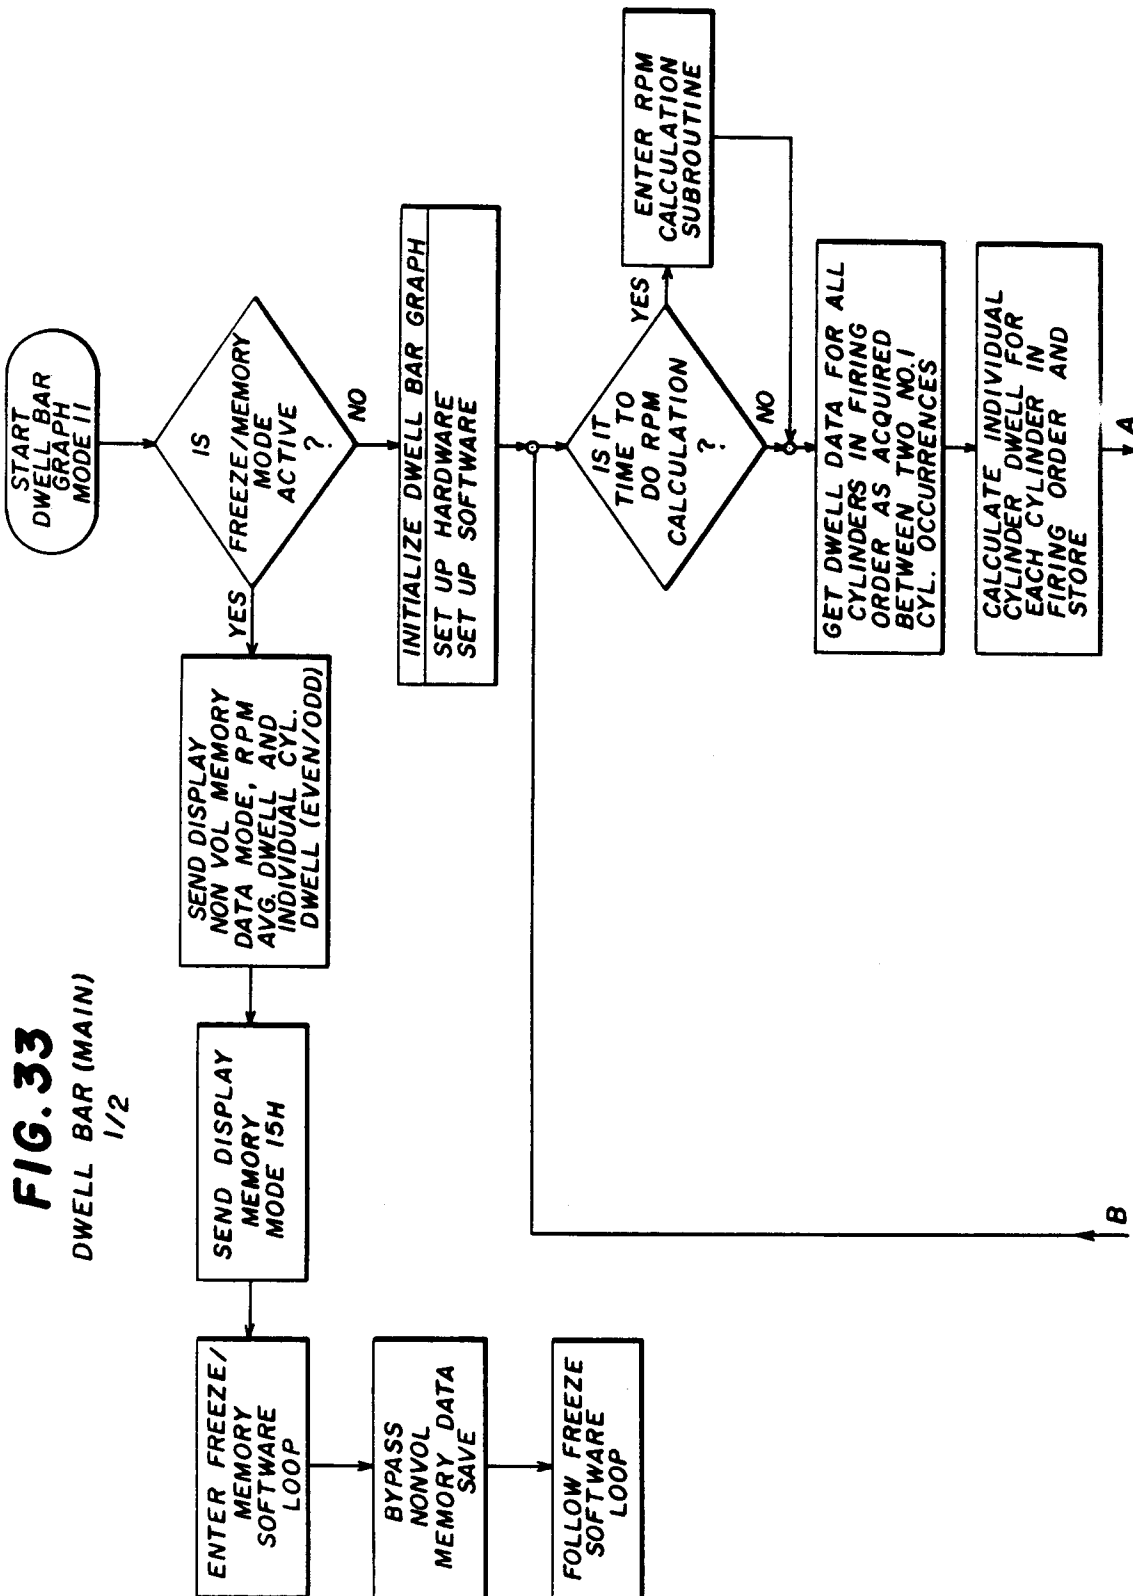 FIG. 33
DWELL BAR (MAIN)
1/2
START
DWELL BAR
GRAPH
MODE 11
IS
FREEZE/MEMORY
MODE
ACTIVE
?
YES
NO
SEND DISPLAY
NON VOL MEMORY
DATA MODE, RPM
AVG. DWELL AND
INDIVIDUAL CYL.
DWELL (EVEN/ODD)
SEND DISPLAY
MEMORY
MODE 15H
ENTER FREEZE/
MEMORY
SOFTWARE
LOOP
BYPASS
NONVOL
MEMORY DATA
SAVE
FOLLOW FREEZE
SOFTWARE
LOOP
INITIALIZE DWELL BAR GRAPH
SET UP HARDWARE
SET UP SOFTWARE
IS IT
TIME TO
DO RPM
CALCULATION
?
YES
NO
ENTER RPM
CALCULATION
SUBROUTINE
GET DWELL DATA FOR ALL
CYLINDERS IN FIRING
ORDER AS ACQUIRED
BETWEEN TWO NO.1
CYL. OCCURRENCES
CALCULATE INDIVIDUAL
CYLINDER DWELL FOR
EACH CYLINDER IN
FIRING ORDER AND
STORE
A
B